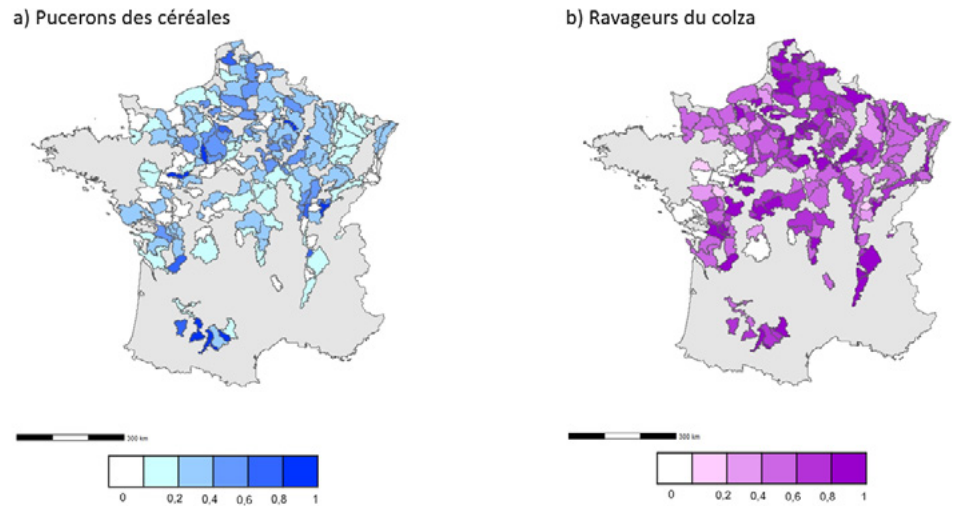 a) Pucerons des céréales
b) Ravageurs du colza
300 km
300 km
0 0,2 0,4 0,6 0,8 1
0 0,2 0,4 0,6 0,8 1